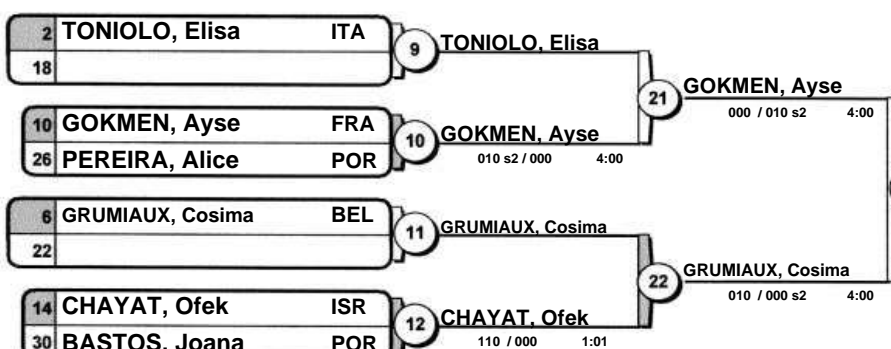 2 TONIOLO, Elisa ITA
18
9 TONIOLO, Elisa
21 GOKMEN, Ayse
000 / 010 s2 4:00
10 GOKMEN, Ayse FRA
26 PEREIRA, Alice POR
10 GOKMEN, Ayse
010 s2 / 000 4:00
6 GRUMIAUX, Cosima BEL
22
11 GRUMIAUX, Cosima
22 GRUMIAUX, Cosima
010 / 000 s2 4:00
14 CHAYAT, Ofek ISR
30 BASTOS, Joana POR
12 CHAYAT, Ofek
110 / 000 1:01